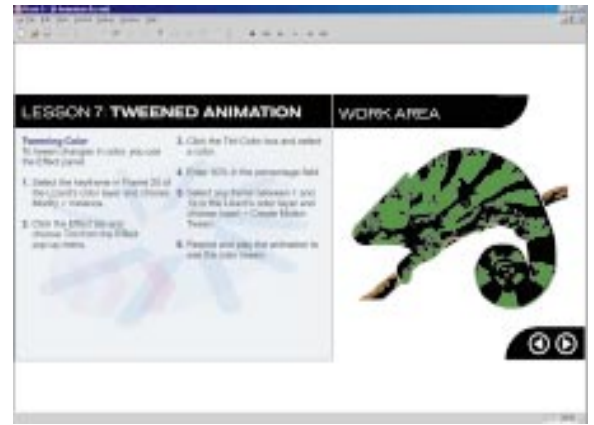 LESSON 7: TWEENED ANIMATION
WORK AREA
Tweening Color
To tween changes in color, you use
the Effect panel.
1. Select the keyframe in Frame 20 of
the Lizard's color layer and choose
Modify > Instance.
2. Click the Effect tab and
choose Tint from the Effect
pop-up menu.
3. Click the Tint Color box and select
a color.
4. Enter 50% in the percentage field.
5. Select any frame between 1 and
in the Lizard's color layer and
choose Insert > Create Motion
Tween.
6. Rewind and play the animation to
see the color tween.